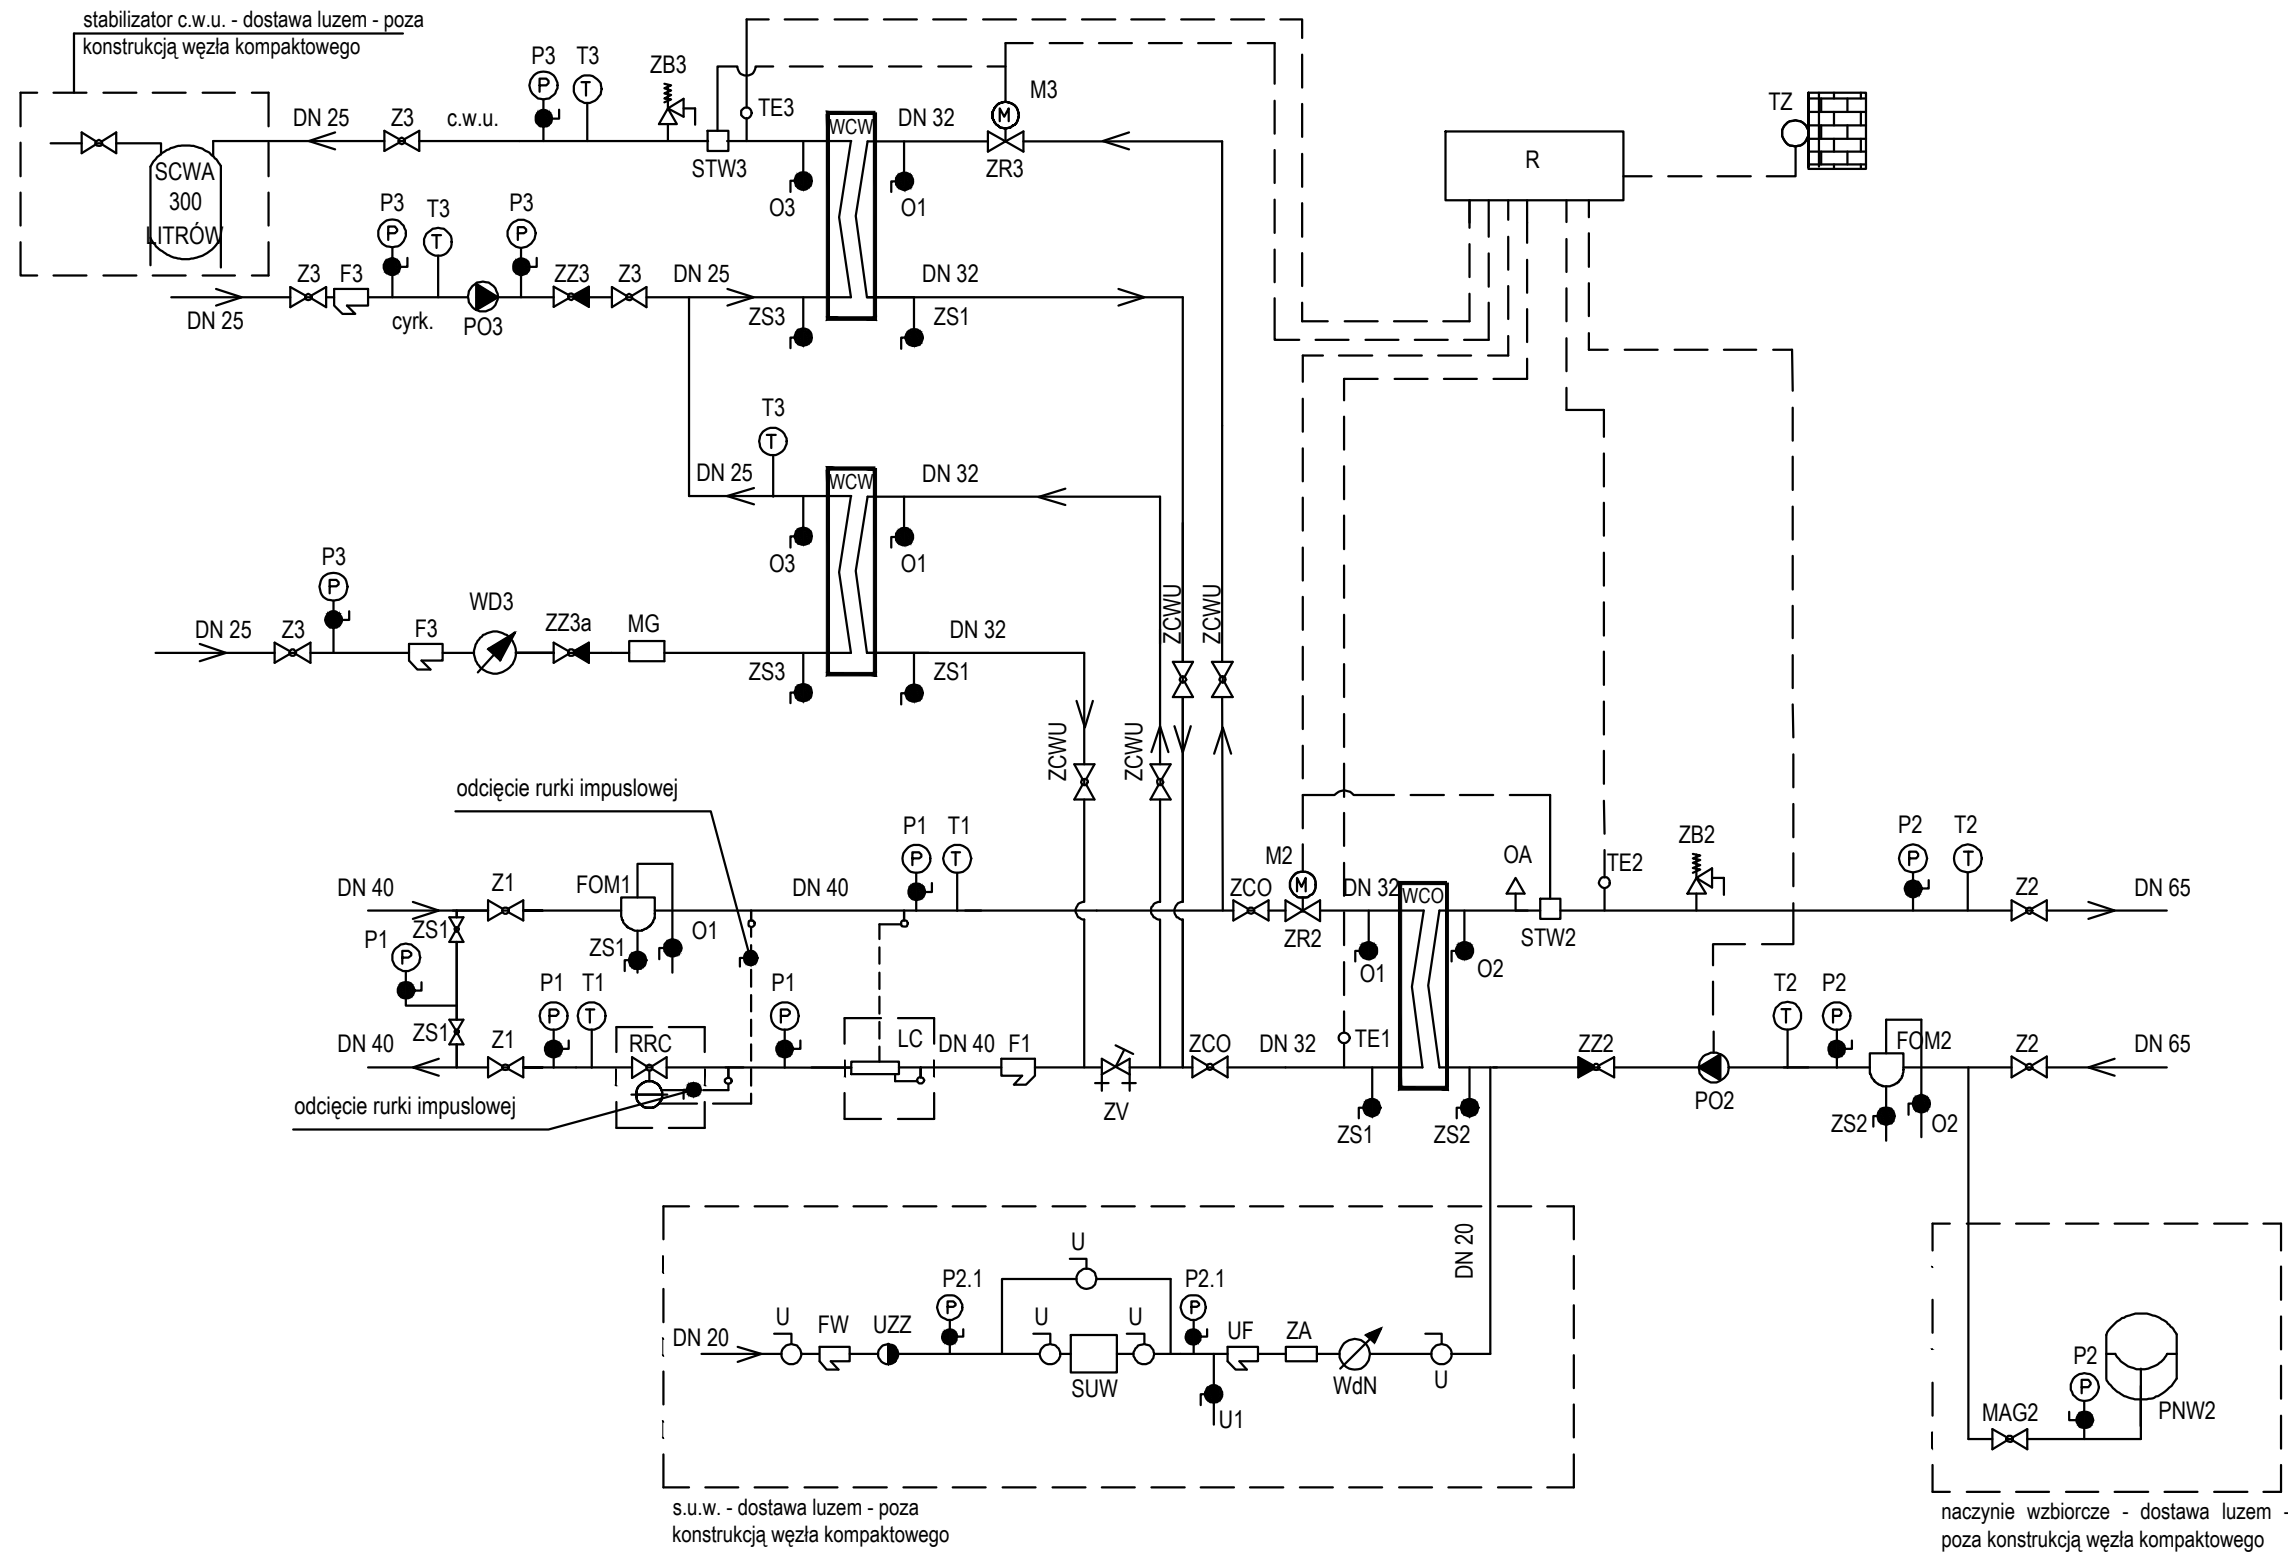 stabilizator c.w.u. - dostawa luzem - poza
konstrukcją węzła kompaktowego
P3
T3
ZB3
M3
TE3
TZ
DN 25
Z3
c.w.u.
WCW
DN 32
STW3
ZR3
R
SCWA
300
LITRÓW
O3
O1
P3
T3
P3
Z3
F3
ZZ3
Z3
DN 25
DN 32
DN 25
cyrk.
PO3
ZS3
ZS1
T3
DN 25
WCW
DN 32
O3
O1
P3
WD3
DN 25
Z3
F3
ZZ3a
MG
DN 32
ZS3
ZS1
ZCWU
ZCWU
ZCWU
ZCWU
odcięcie rurki impuslowej
P1
T1
M2
OA
TE2
ZB2
P2
T2
DN 40
Z1
FOM1
DN 40
ZCO
DN 32
WCO
Z2
DN 65
ZS1
P1
ZS1
O1
ZR2
STW2
O1
O2
P1
T1
P1
T2
P2
ZS1
DN 40
Z1
RRC
LC
DN 40
F1
ZCO
DN 32
TE1
ZZ2
FOM2
Z2
DN 65
odcięcie rurki impuslowej
ZV
PO2
ZS1
ZS2
ZS2
O2
DN 20
U
P2.1
P2.1
DN 20
U
FW
UZZ
U
U
UF
ZA
SUW
WdN
U
U1
P2
MAG2
PNW2
s.u.w. - dostawa luzem - poza
konstrukcją węzła kompaktowego
naczynie wzbiorcze - dostawa luzem -
poza konstrukcją węzła kompaktowego